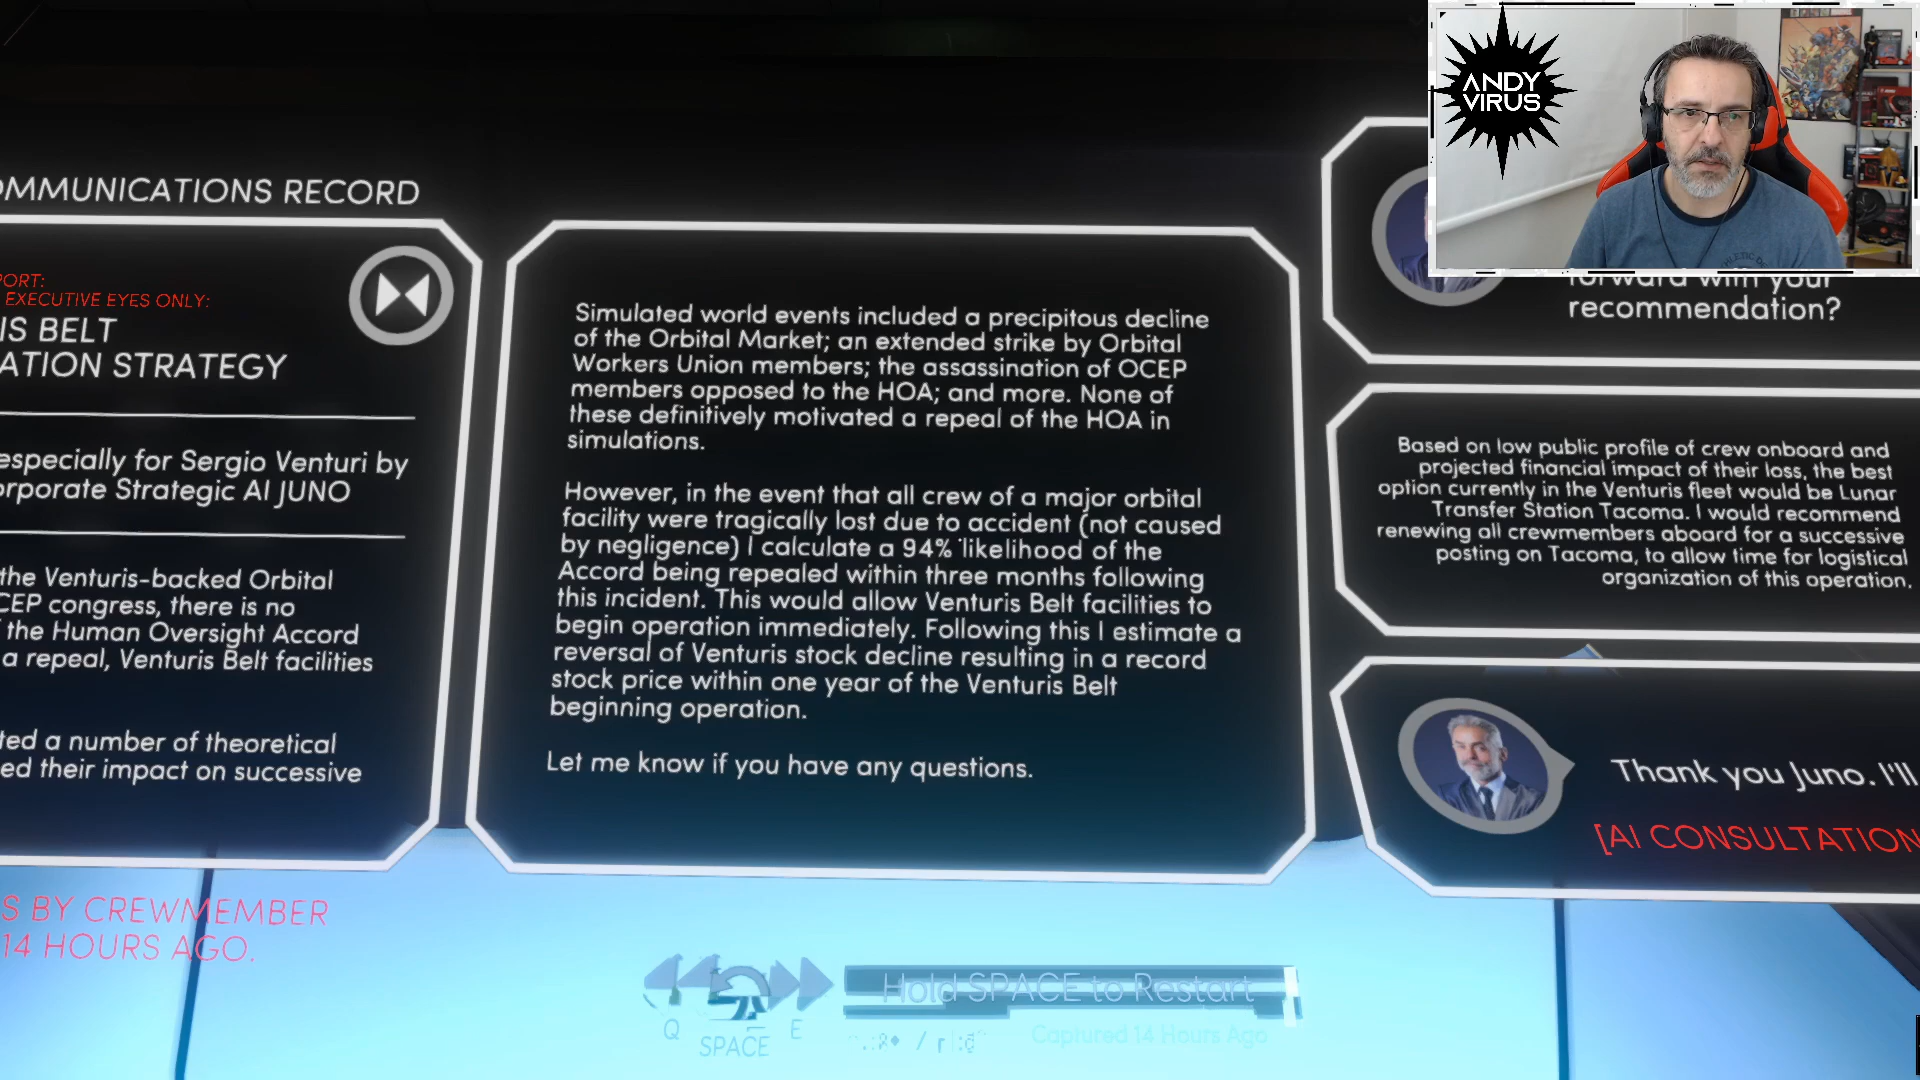 ANDY
VIRUS
OMMUNICATIONS RECORD
PORT:
EXECUTIVE EYES ONLY:
IS BELT
ATION STRATEGY
especially for Sergio Venturi by
orporate Strategic AI JUNO
the Venturis-backed Orbital
CEP congress, there is no
the Human Oversight Accord
a repeal, Venturis Belt facilities
ted a number of theoretical
ed their impact on successive
S BY CREWMEMBER
14 HOURS AGO.
Simulated world events included a precipitous decline
of the Orbital Market; an extended strike by Orbital
Workers Union members; the assassination of OCEP
members opposed to the HOA; and more. None of
these definitively motivated a repeal of the HOA in
simulations.
However, in the event that all crew of a major orbital
facility were tragically lost due to accident (not caused
by negligence) I calculate a 94% likelihood of the
Accord being repealed within three months following
this incident. This would allow Venturis Belt facilities to
begin operation immediately. Following this I estimate a
reversal of Venturis stock decline resulting in a record
stock price within one year of the Venturis Belt
beginning operation.
Let me know if you have any questions.
forward with your
recommendation?
Based on low public profile of crew onboard and
projected financial impact of their loss, the best
option currently in the Venturis fleet would be Lunar
Transfer Station Tacoma. I would recommend
renewing all crewmembers aboard for a successive
posting on Tacoma, to allow time for logistical
organization of this operation.
Thank you Juno. I'll
[AI CONSULTATION
Hold SPACE to Restart
Q
SPACE
E
Captured 14 Hours Ago